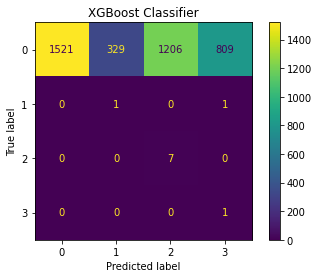 XGBoost Classifier
0 1521 329 1206 809
1 0 1 0 1
2 0 0 7 0
3 0 0 0 1
0 1 2 3
True label
Predicted label
1400
1200
1000
800
600
400
200
0